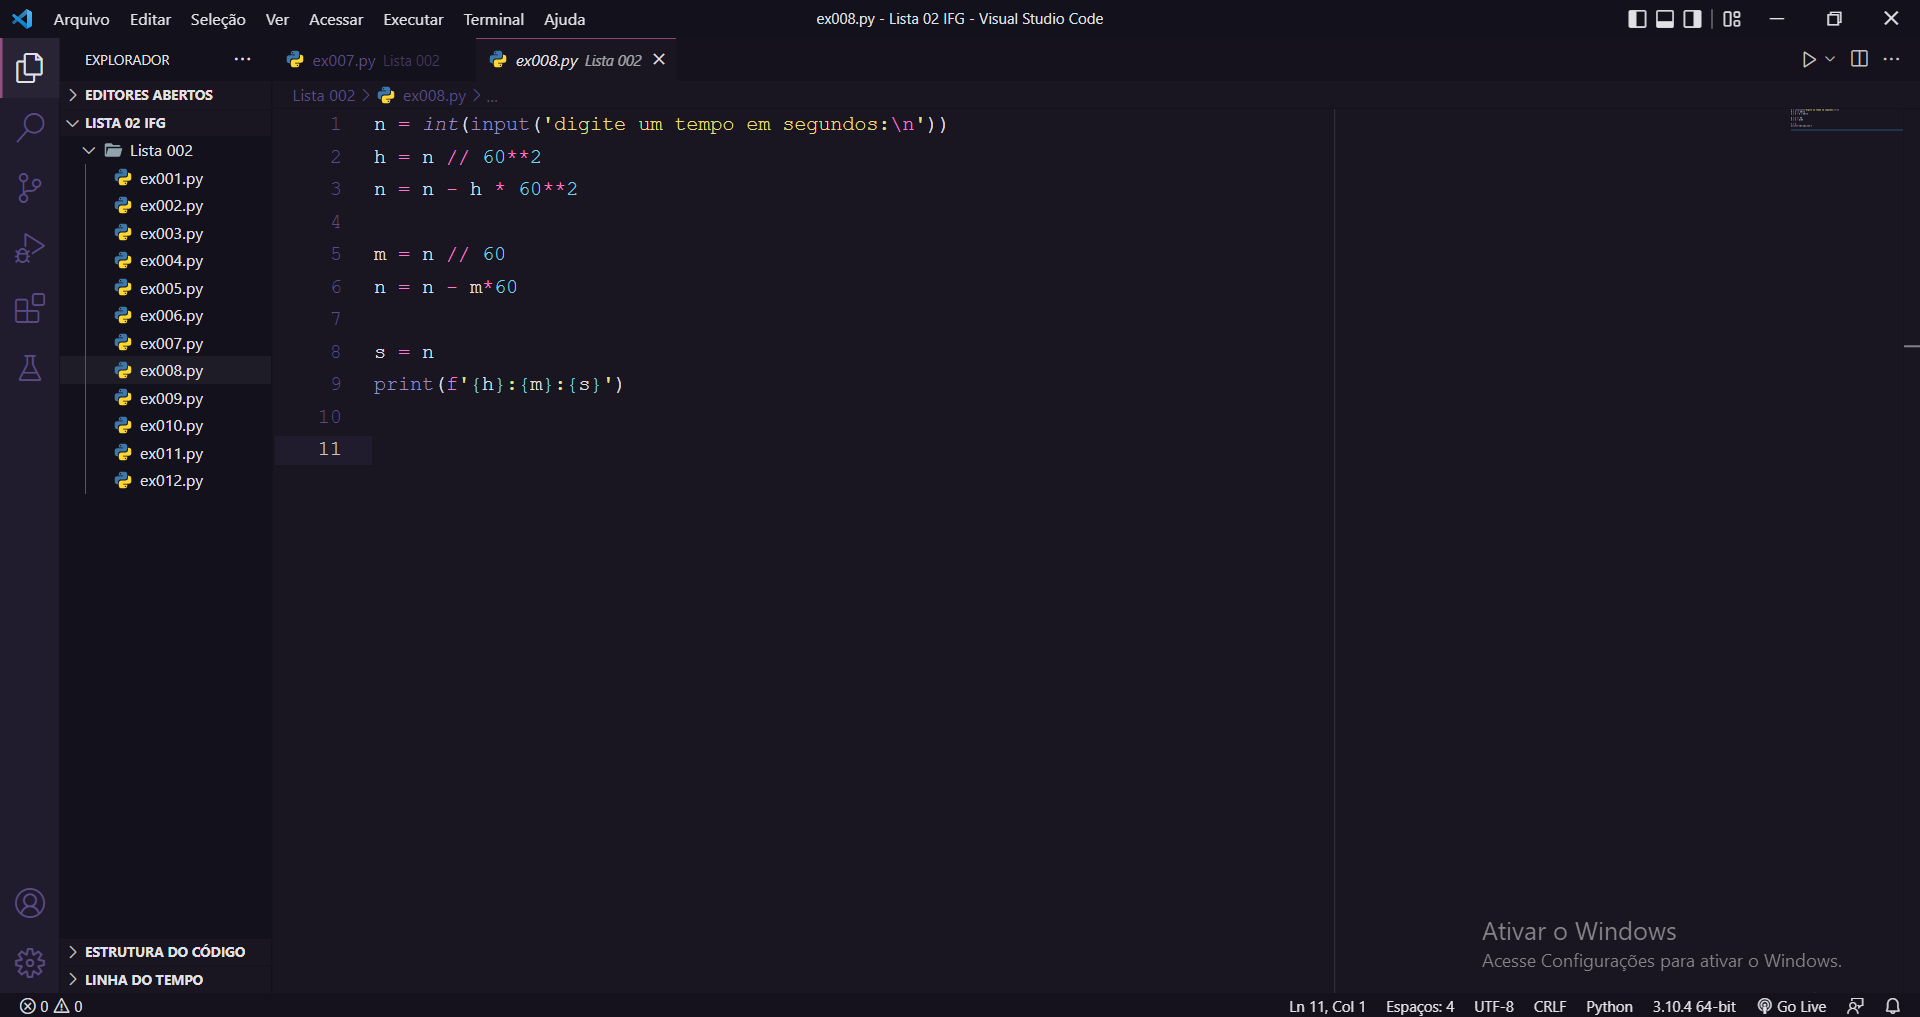 Arquivo Editar Seleção Ver Acessar Executar Terminal Ajuda
ex008.py - Lista 02 IFG - Visual Studio Code
EXPLORADOR
ex007.py Lista 002
ex008.py Lista 002
EDITORES ABERTOS
LISTA 02 IFG
Lista 002
ex001.py
ex002.py
ex003.py
ex004.py
ex005.py
ex006.py
ex007.py
ex008.py
ex009.py
ex010.py
ex011.py
ex012.py
ESTRUTURA DO CÓDIGO
LINHA DO TEMPO
Lista 002 > ex008.py > ...
1 n = int(input('digite um tempo em segundos:\n'))
2 h = n // 60**2
3 n = n - h * 60**2
4
5 m = n // 60
6 n = n - m*60
7
8 s = n
9 print(f'{h}:{m}:{s}')
10
11
Ativar o Windows
Acesse Configurações para ativar o Windows.
0 0
Ln 11, Col 1 Espaços: 4 UTF-8 CRLF Python 3.10.4 64-bit Go Live